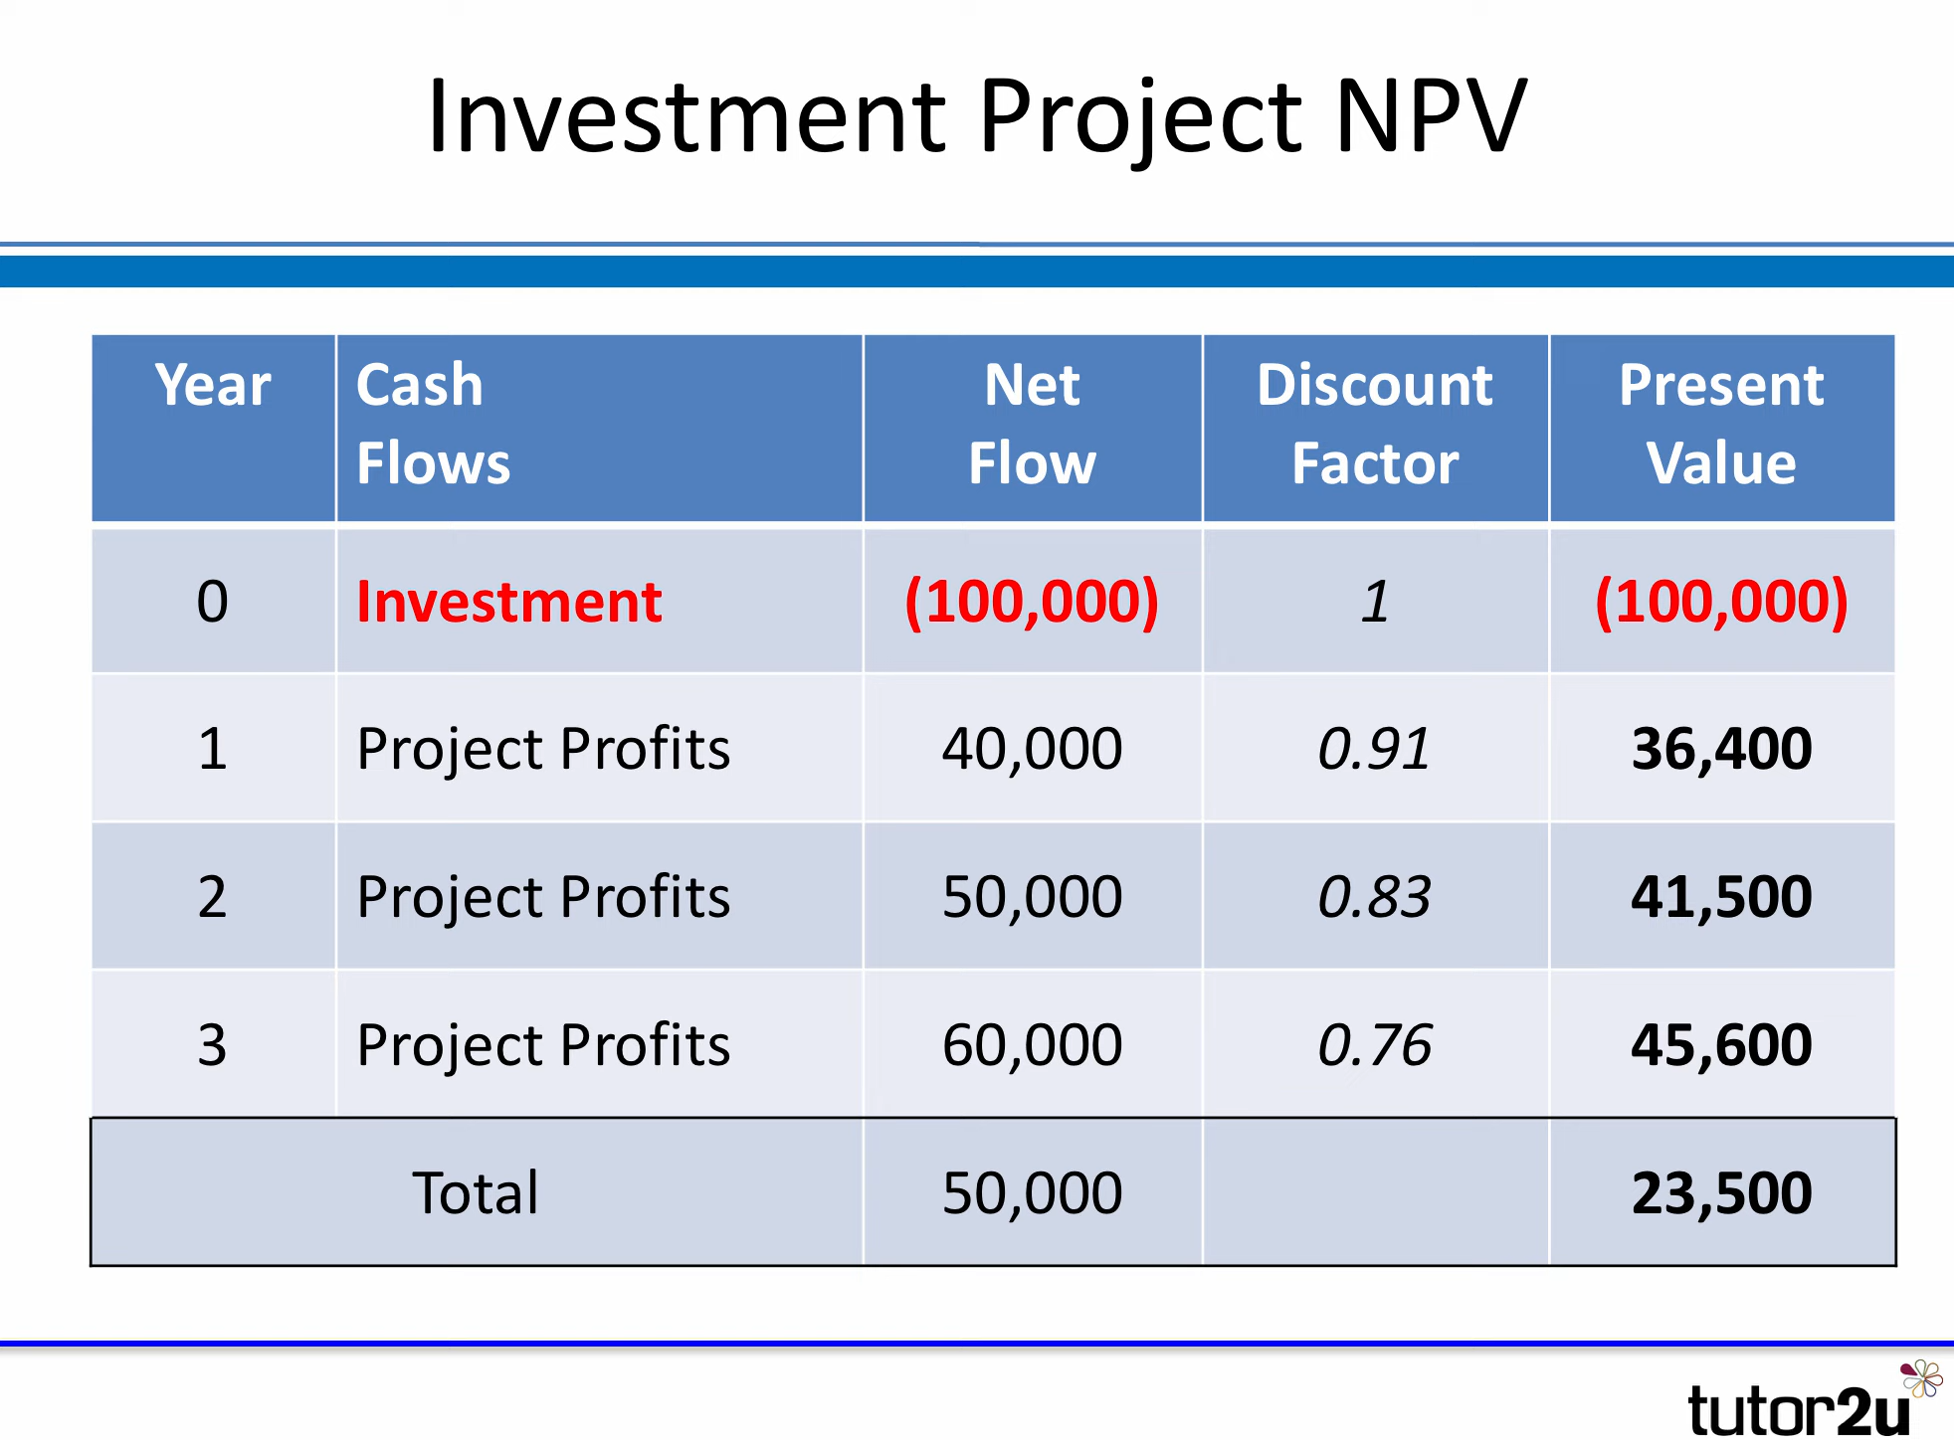 Investment Project NPV
Year Cash Flows Net Flow Discount Factor Present Value
0 Investment (100,000) 1 (100,000)
1 Project Profits 40,000 0.91 36,400
2 Project Profits 50,000 0.83 41,500
3 Project Profits 60,000 0.76 45,600
Total 50,000 23,500
tutor2u